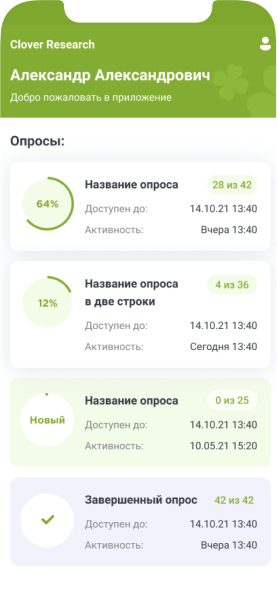 Clover Research
Александр Александрович
Добро пожаловать в приложение
Опросы:
64%
Название опроса
28 из 42
Доступен до:
14.10.21 13:40
Активность:
Вчера 13:40
12%
Название опроса
в две строки
4 из 36
Доступен до:
14.10.21 13:40
Активность:
Сегодня 13:40
Новый
Название опроса
0 из 25
Доступен до:
14.10.21 13:40
Активность:
10.05.21 15:20
Завершенный опрос
42 из 42
Доступен до:
14.10.21 13:40
Активность:
Вчера 13:40